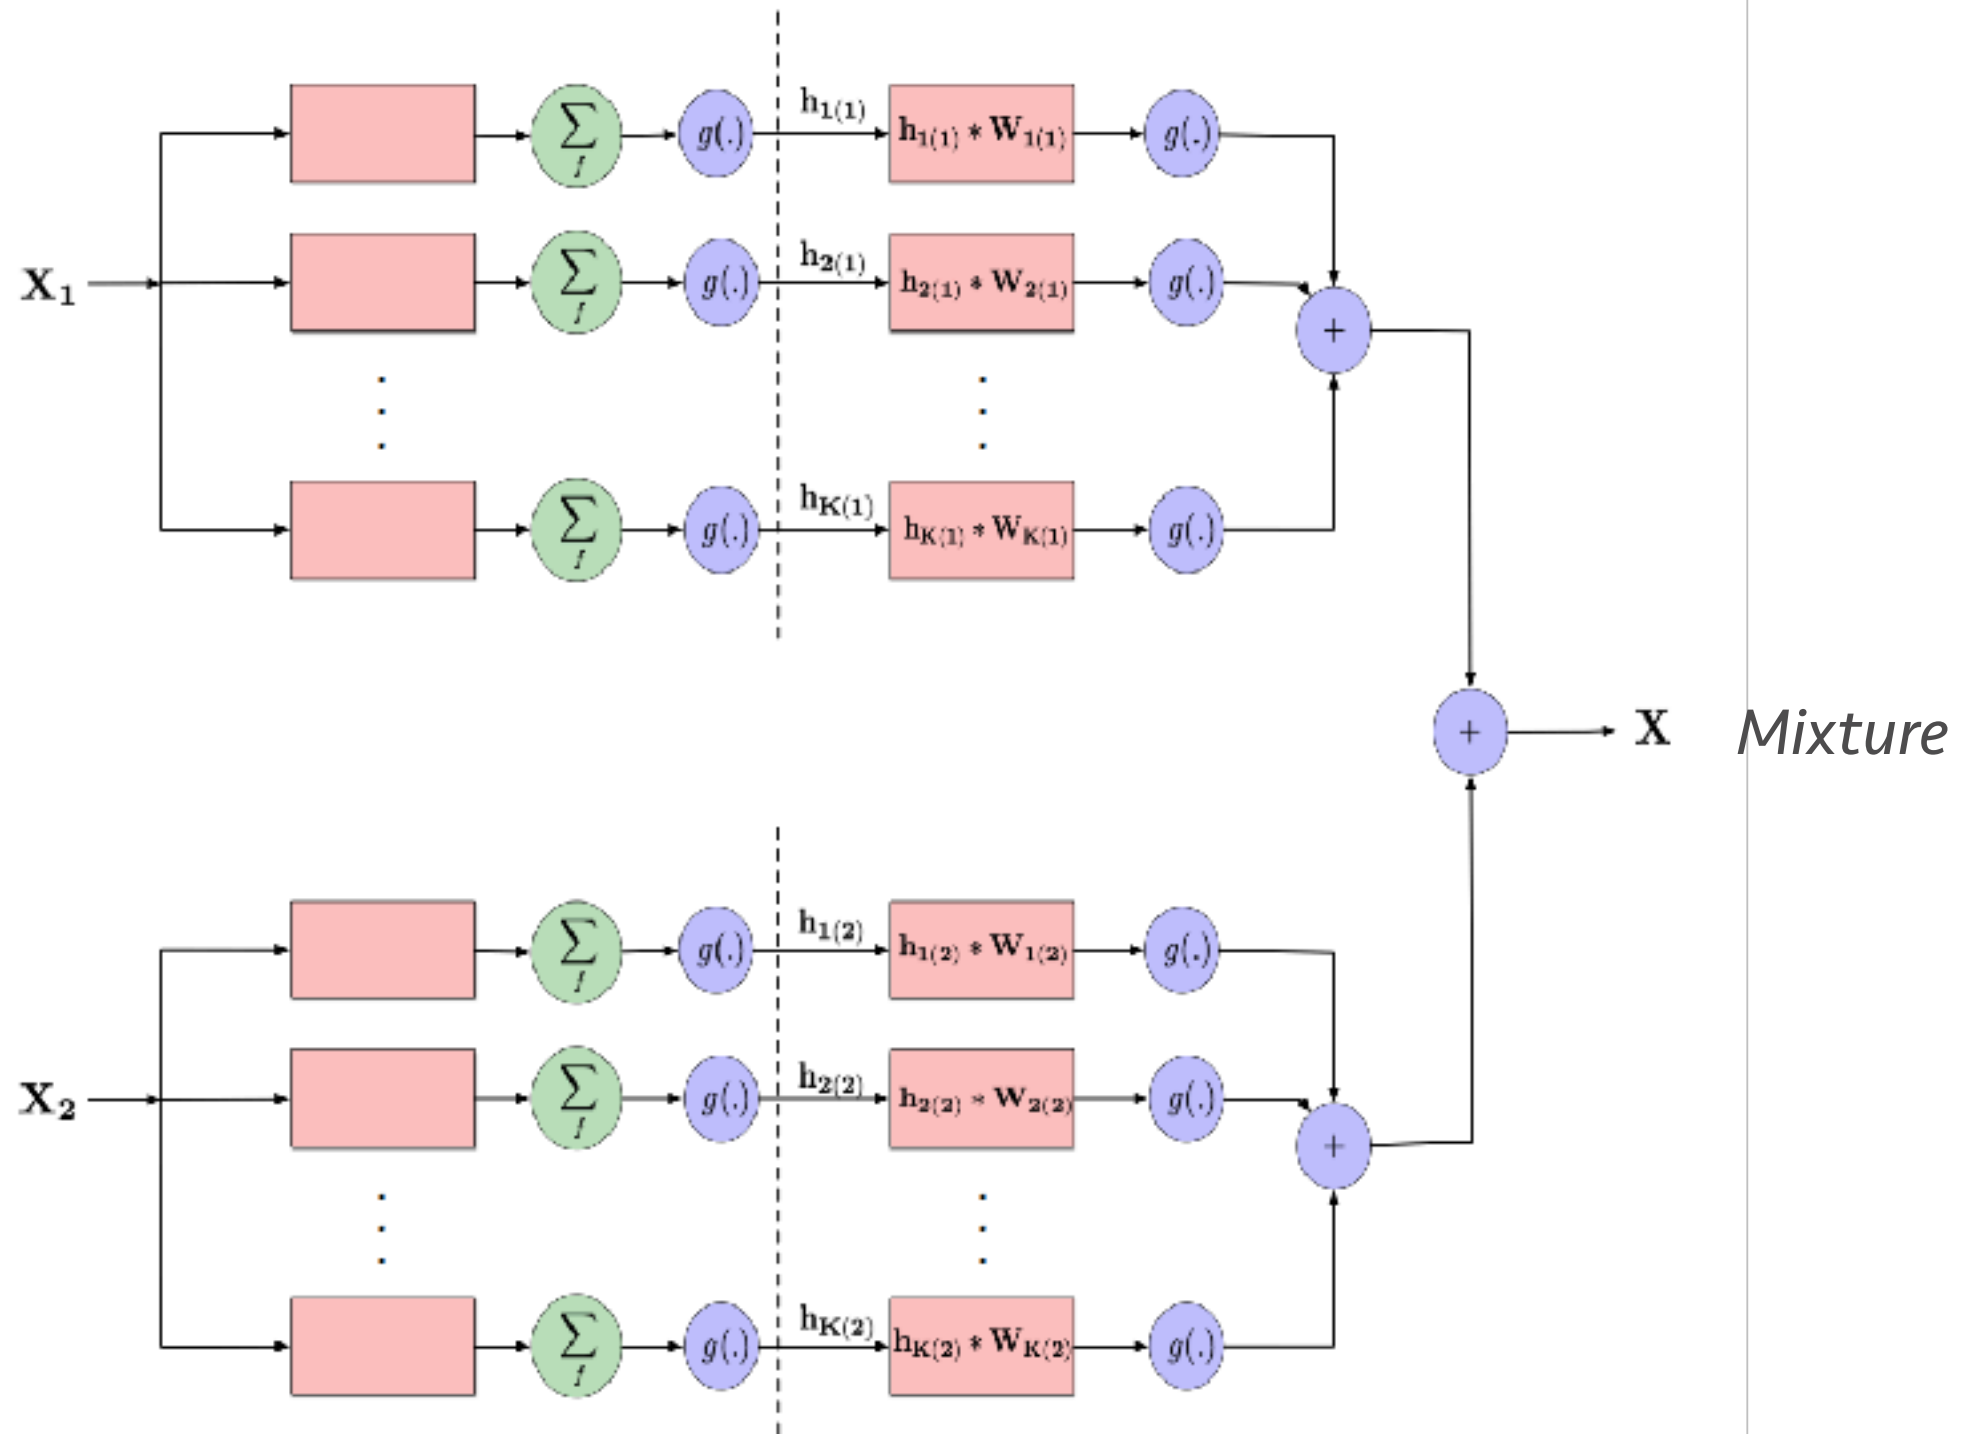 h1(1)
∑ f g(.) h1(1) * W1(1) g(.)
h2(1)
X1 ∑ f g(.) h2(1) * W2(1) g(.)
+
hK(1)
∑ f g(.) hK(1) * WK(1) g(.)
+ X Mixture
h1(2)
∑ f g(.) h1(2) * W1(2) g(.)
h2(2)
X2 ∑ f g(.) h2(2) * W2(2) g(.)
+
hK(2)
∑ f g(.) hK(2) * WK(2) g(.)